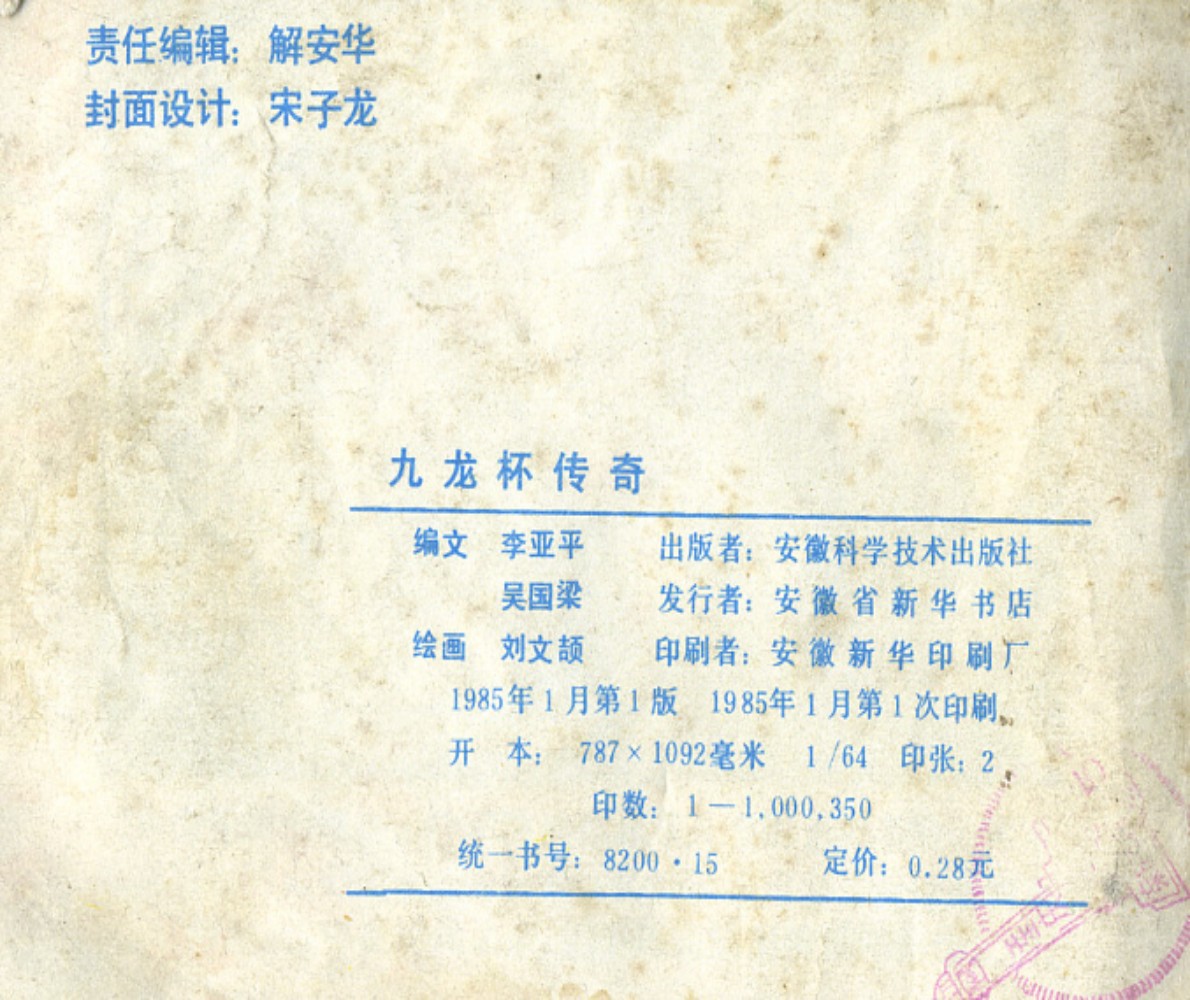 责任编辑：解安华
封面设计：宋子龙
九龙杯传奇
编文 李亚平 出版者：安徽科学技术出版社
吴国梁 发行者：安徽省新华书店
绘画 刘文颉 印刷者：安徽新华印刷厂
1985年1月第1版 1985年1月第1次印刷
开 本： 787×1092毫米 1/64 印张：2
印数： 1—1,000,350
统一书号：8200·15 定价：0.28元